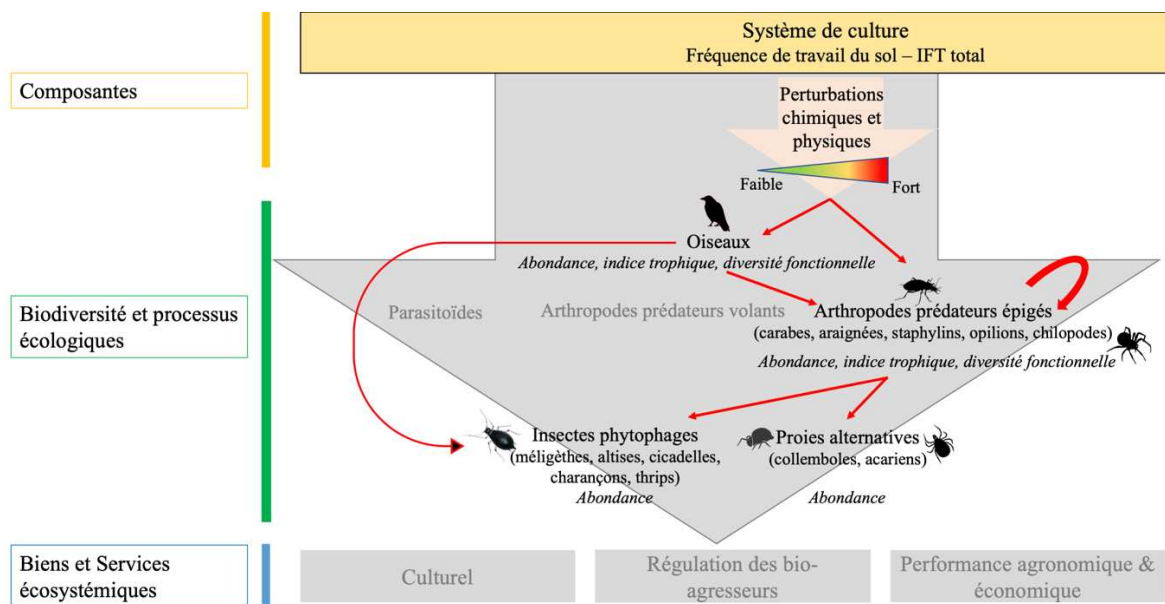 Système de culture
Fréquence de travail du sol – IFT total
Composantes
Perturbations
chimiques et
physiques
Faible
Fort
Oiseaux
Abondance, indice trophique, diversité fonctionnelle
Biodiversité et processus
écologiques
Parasitoïdes
Arthropodes prédateurs volants
Arthropodes prédateurs épigés
(carabes, araignées, staphylins, opilions, chilopodes)
Abondance, indice trophique, diversité fonctionnelle
Insectes phytophages
(méligèthes, altises, cicadelles,
charançons, thrips)
Abondance
Proies alternatives
(collemboles, acariens)
Abondance
Biens et Services
écosystémiques
Culturel
Régulation des bio-
agresseurs
Performance agronomique &
économique